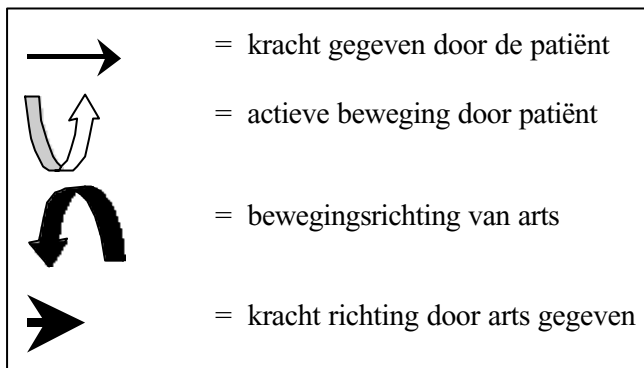 = kracht gegeven door de patiënt
= actieve beweging door patiënt
= bewegingsrichting van arts
= kracht richting door arts gegeven